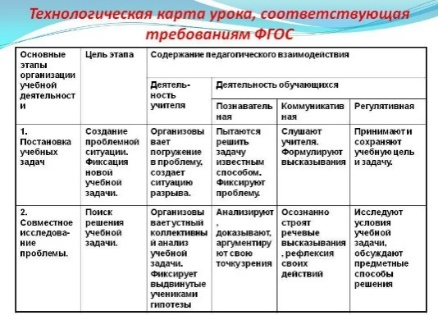 Технологическая карта урока, соответствующая
требованиям ФГОС
Основные
этапы
организации
учебной
деятельност
и
Цель этапа
Содержание педагогического взаимодействия
Деятель-
ность
учителя
Деятельность обучающихся
Познаватель
ная
Коммуникатив
ная
Регулятивная
1.
Постановка
учебных
задач
Создание
проблемной
ситуации.
Фиксация
новой
учебной
задачи.
Организовы
вает
погружение
в проблему,
создает
ситуацию
разрыва.
Пытаются
решить
задачу
известным
способом.
Фиксируют
проблему.
Слушают
учителя.
Формулируют
высказывания
Принимают и
сохраняют
учебную цель
и задачу.
2.
Совместное
исследова-
ние
проблемы.
Поиск
решения
учебной
задачи.
Организовы
вает устный
коллективны
й анализ
учебной
задачи.
Фиксирует
выдвинутые
учениками
гипотезы
Анализируют
,
доказывают,
аргументиру
ют свою
точку зрения
Осознанно
строят
речевые
высказывания
, рефлексия
своих
действий
Исследуют
условия
учебной
задачи,
обсуждают
предметные
способы
решения